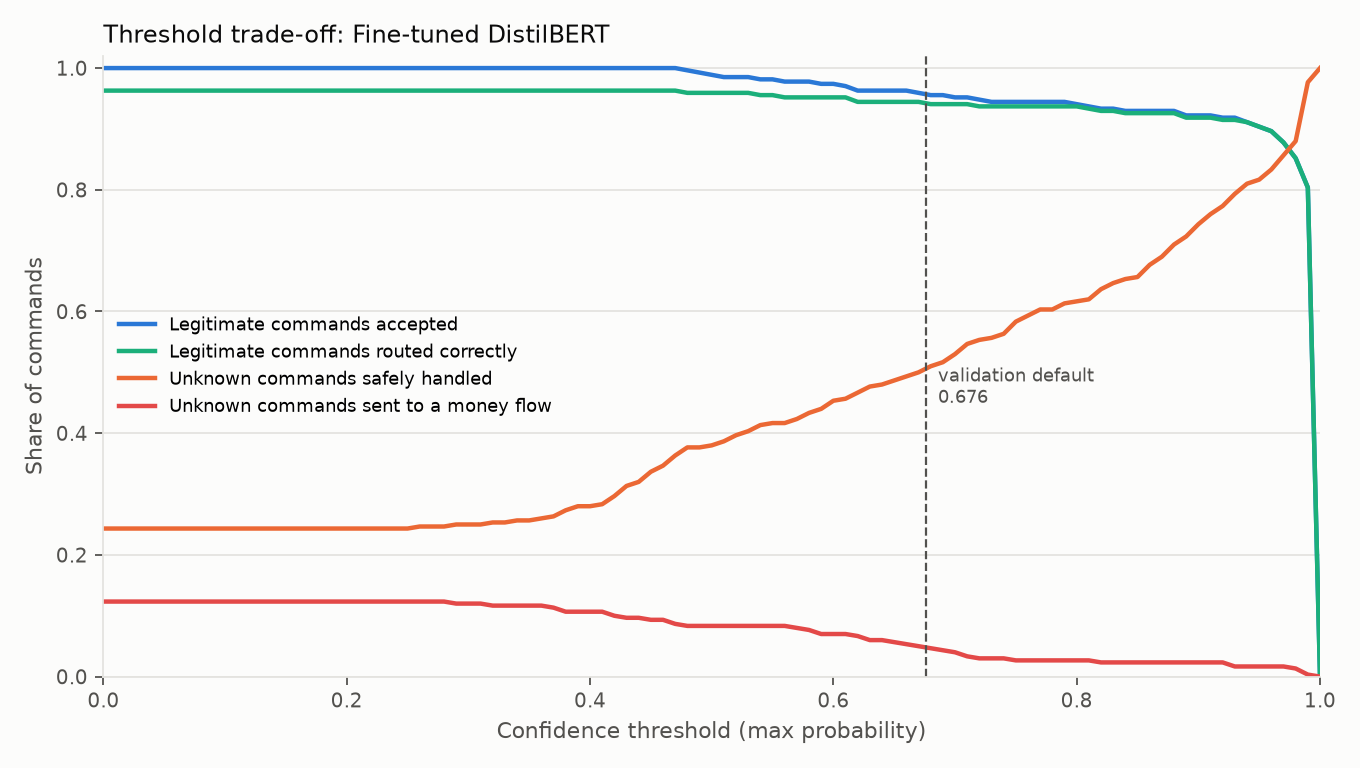 Threshold trade-off: Fine-tuned DistilBERT
Share of commands
1.0
0.8
0.6
0.4
0.2
0.0
Legitimate commands accepted
Legitimate commands routed correctly
Unknown commands safely handled
Unknown commands sent to a money flow
validation default
0.676
0.0 0.2 0.4 0.6 0.8 1.0
Confidence threshold (max probability)